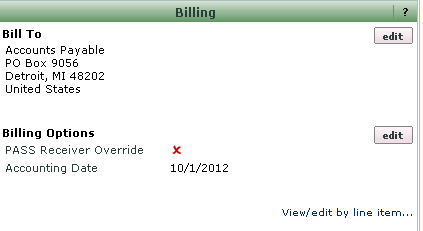 Billing ?
Bill To edit
Accounts Payable
PO Box 9056
Detroit, MI 48202
United States
Billing Options edit
PASS Receiver Override
Accounting Date 10/1/2012
View/edit by line item...